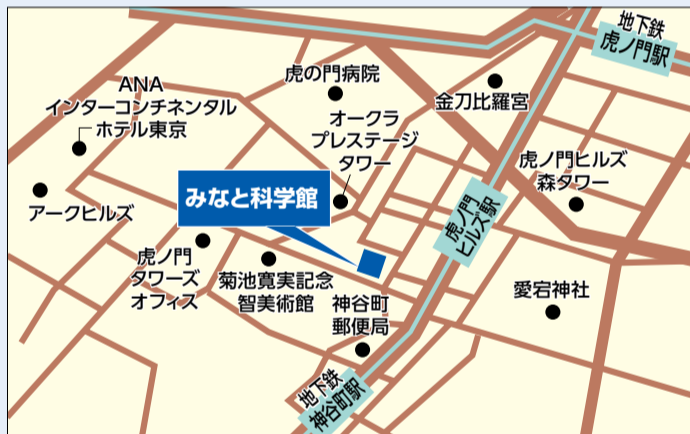 地下鉄
虎ノ門駅
虎の門病院
ANA
インターコンチネンタル
ホテル東京
金刀比羅宮
オークラ
プレステージ
タワー
虎ノ門ヒルズ
森タワー
みなと科学館
アークヒルズ
虎ノ門
ヒルズ駅
虎ノ門
タワーズ
オフィス
菊池寛実記念
智美術館
神谷町
郵便局
愛宕神社
地下鉄
神谷町駅